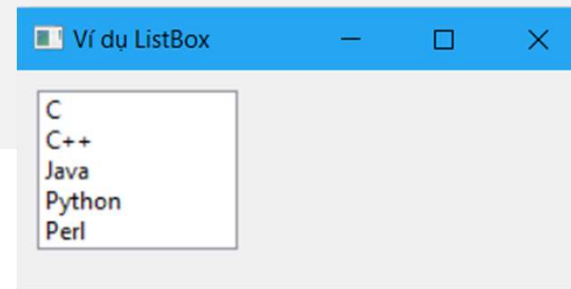 Ví dụ ListBox
C
C++
Java
Python
Perl